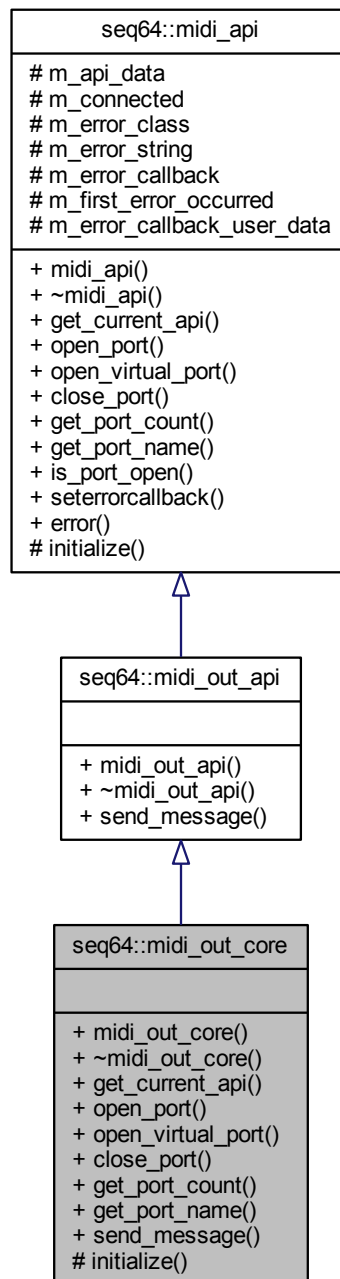 seq64::midi_api
# m_api_data
# m_connected
# m_error_class
# m_error_string
# m_error_callback
# m_first_error_occurred
# m_error_callback_user_data
+ midi_api()
+ ~midi_api()
+ get_current_api()
+ open_port()
+ open_virtual_port()
+ close_port()
+ get_port_count()
+ get_port_name()
+ is_port_open()
+ seterrorcallback()
+ error()
# initialize()
seq64::midi_out_api
+ midi_out_api()
+ ~midi_out_api()
+ send_message()
seq64::midi_out_core
+ midi_out_core()
+ ~midi_out_core()
+ get_current_api()
+ open_port()
+ open_virtual_port()
+ close_port()
+ get_port_count()
+ get_port_name()
+ send_message()
# initialize()